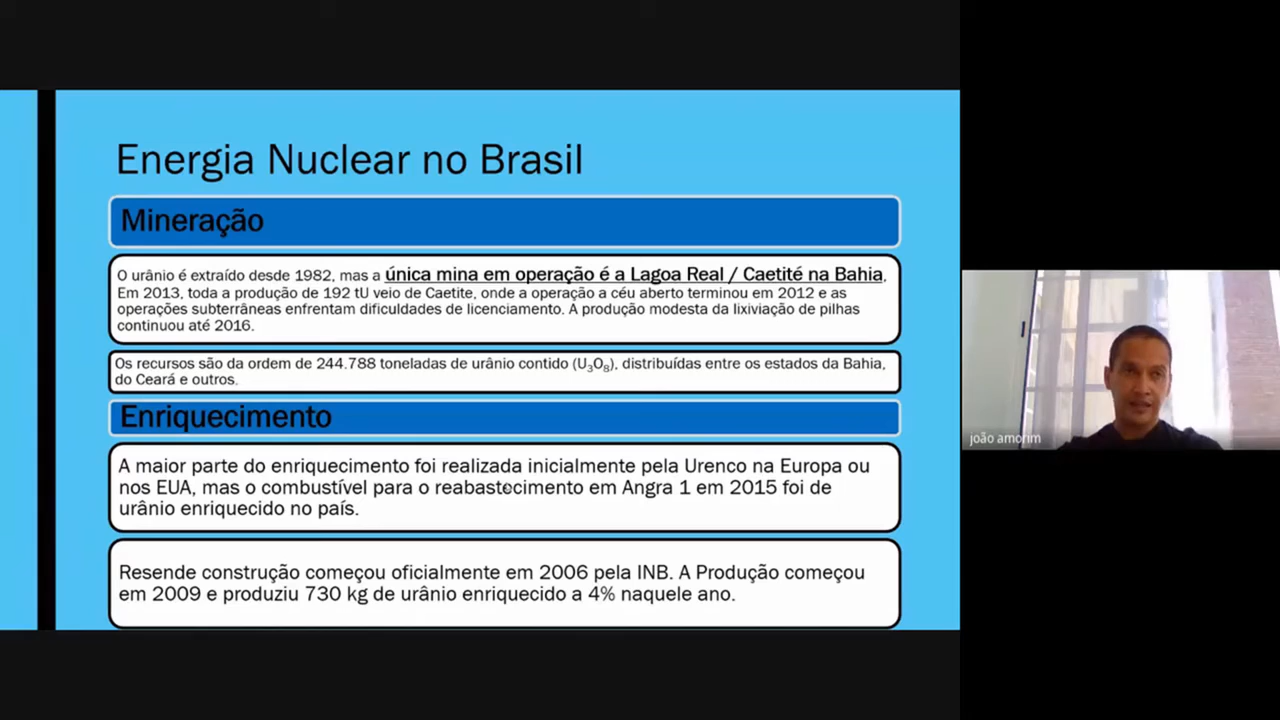 Energia Nuclear no Brasil
Mineração
O urânio é extraído desde 1982, mas a única mina em operação é a Lagoa Real / Caetité na Bahia.
Em 2013, toda a produção de 192 tU veio de Caetite, onde a operação a céu aberto terminou em 2012 e as
operações subterrâneas enfrentam dificuldades de licenciamento. A produção modesta da lixiviação de pilhas
continuou até 2016.
Os recursos são da ordem de 244.788 toneladas de urânio contido (U₃O₈), distribuídas entre os estados da Bahia,
do Ceará e outros.
Enriquecimento
A maior parte do enriquecimento foi realizada inicialmente pela Urenco na Europa ou
nos EUA, mas o combustível para o reabastecimento em Angra 1 em 2015 foi de
urânio enriquecido no país.
Resende construção começou oficialmente em 2006 pela INB. A Produção começou
em 2009 e produziu 730 kg de urânio enriquecido a 4% naquele ano.
joão amorim